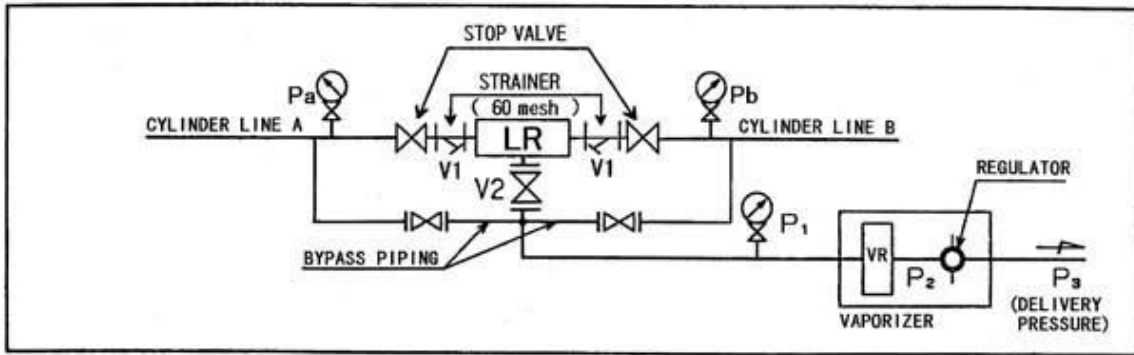 STOP VALVE
Pa
STRAINER
( 60 mesh )
Pb
CYLINDER LINE A
LR
CYLINDER LINE B
V1
V1
V2
REGULATOR
P₁
BYPASS PIPING
VR
P₂
P₃
(DELIVERY
PRESSURE)
VAPORIZER